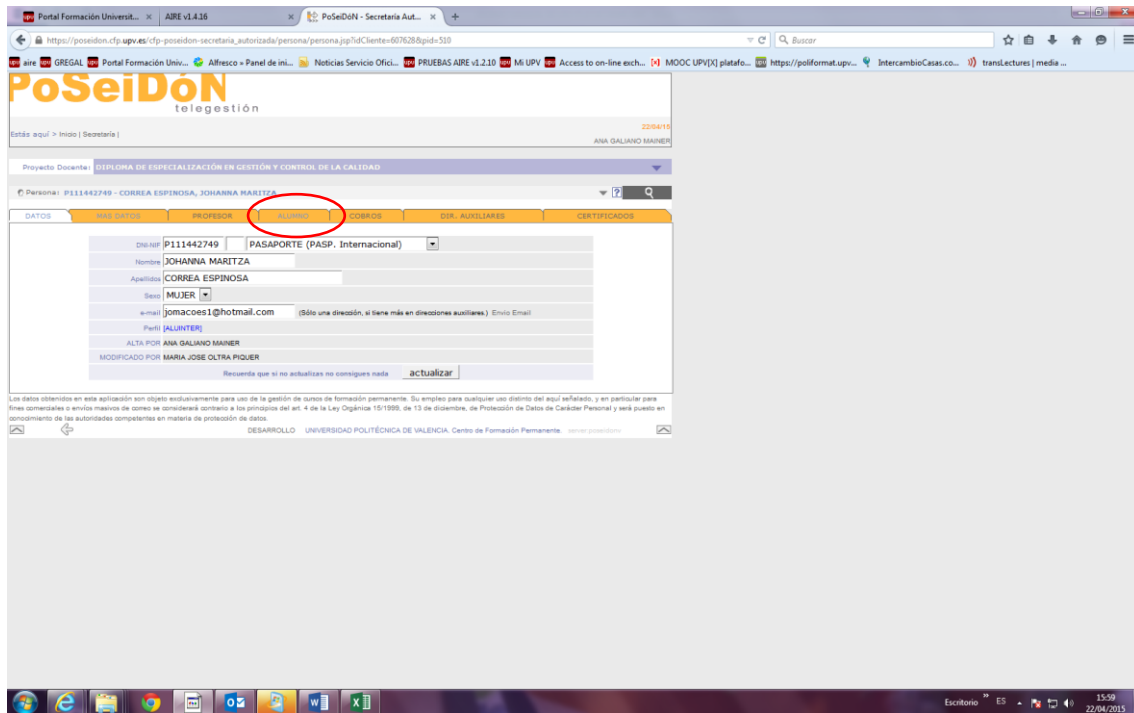 Portal Formación Universit... × AIRE v1.4.16 × PoSeiDóN - Secretaria Aut... × +
https://poseidon.cfp.upv.es/cfp-poseidon-secretaria_autorizada/persona/persona.jsp?idCliente=607628&pid=510 Buscar
aire GREGAL Portal Formación Univ... Alfresco » Panel de ini... Noticias Servicio Ofici... PRUEBAS AIRE v1.2.10 Mi UPV Access to on-line exch... MOOC UPV[X] platafo... https://poliformat.upv... IntercambioCasas.co... transLectures | media ...
PoSeiDóN
telegestión
22/04/15
Estás aquí > Inicio | Secretaría |
ANA GALIANO MAINER
Proyecto Docente: DIPLOMA DE ESPECIALIZACIÓN EN GESTIÓN Y CONTROL DE LA CALIDAD
Persona: P111442749 - CORREA ESPINOSA, JOHANNA MARITZA ?
DATOS MAS DATOS PROFESOR ALUMNO COBROS DIR. AUXILIARES CERTIFICADOS
DNI-NIF P111442749 PASAPORTE (PASP. Internacional)
Nombre JOHANNA MARITZA
Apellidos CORREA ESPINOSA
Sexo MUJER
e-mail jomacoes1@hotmail.com (Sólo una dirección, si tiene más en direcciones auxiliares.) Envio Email
Perfil [ALUINTER]
ALTA POR ANA GALIANO MAINER
MODIFICADO POR MARIA JOSE OLTRA PIQUER
Recuerda que si no actualizas no consigues nada actualizar
Los datos obtenidos en esta aplicación son objeto exclusivamente para uso de la gestión de cursos de formación permanente. Su empleo para cualquier uso distinto del aquí señalado, y en particular para
fines comerciales o envíos masivos de correo se considerará contrario a los principios del art. 4 de la Ley Orgánica 15/1999, de 13 de diciembre, de Protección de Datos de Carácter Personal y será puesto en
conocimiento de las autoridades competentes en materia de protección de datos.
DESARROLLO UNIVERSIDAD POLITÉCNICA DE VALENCIA. Centro de Formación Permanente.
Escritorio » ES 15:59
22/04/2015